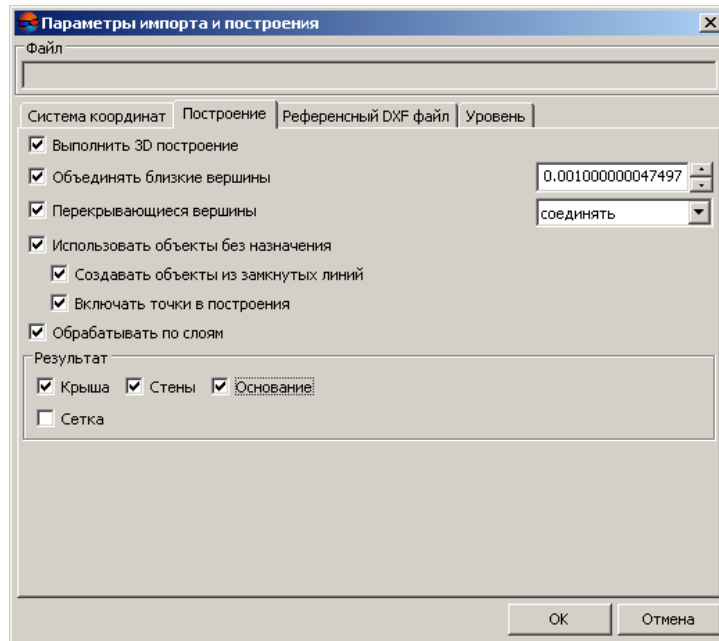 Параметры импорта и построения
Файл
Система координат Построение Референсный DXF файл Уровень
Выполнить 3D построение
Объединять близкие вершины 0.001000000047497
Перекрывающиеся вершины соединять
Использовать объекты без назначения
Создавать объекты из замкнутых линий
Включать точки в построения
Обрабатывать по слоям
Результат
Крыша Стены Основание
Сетка
OK Отмена